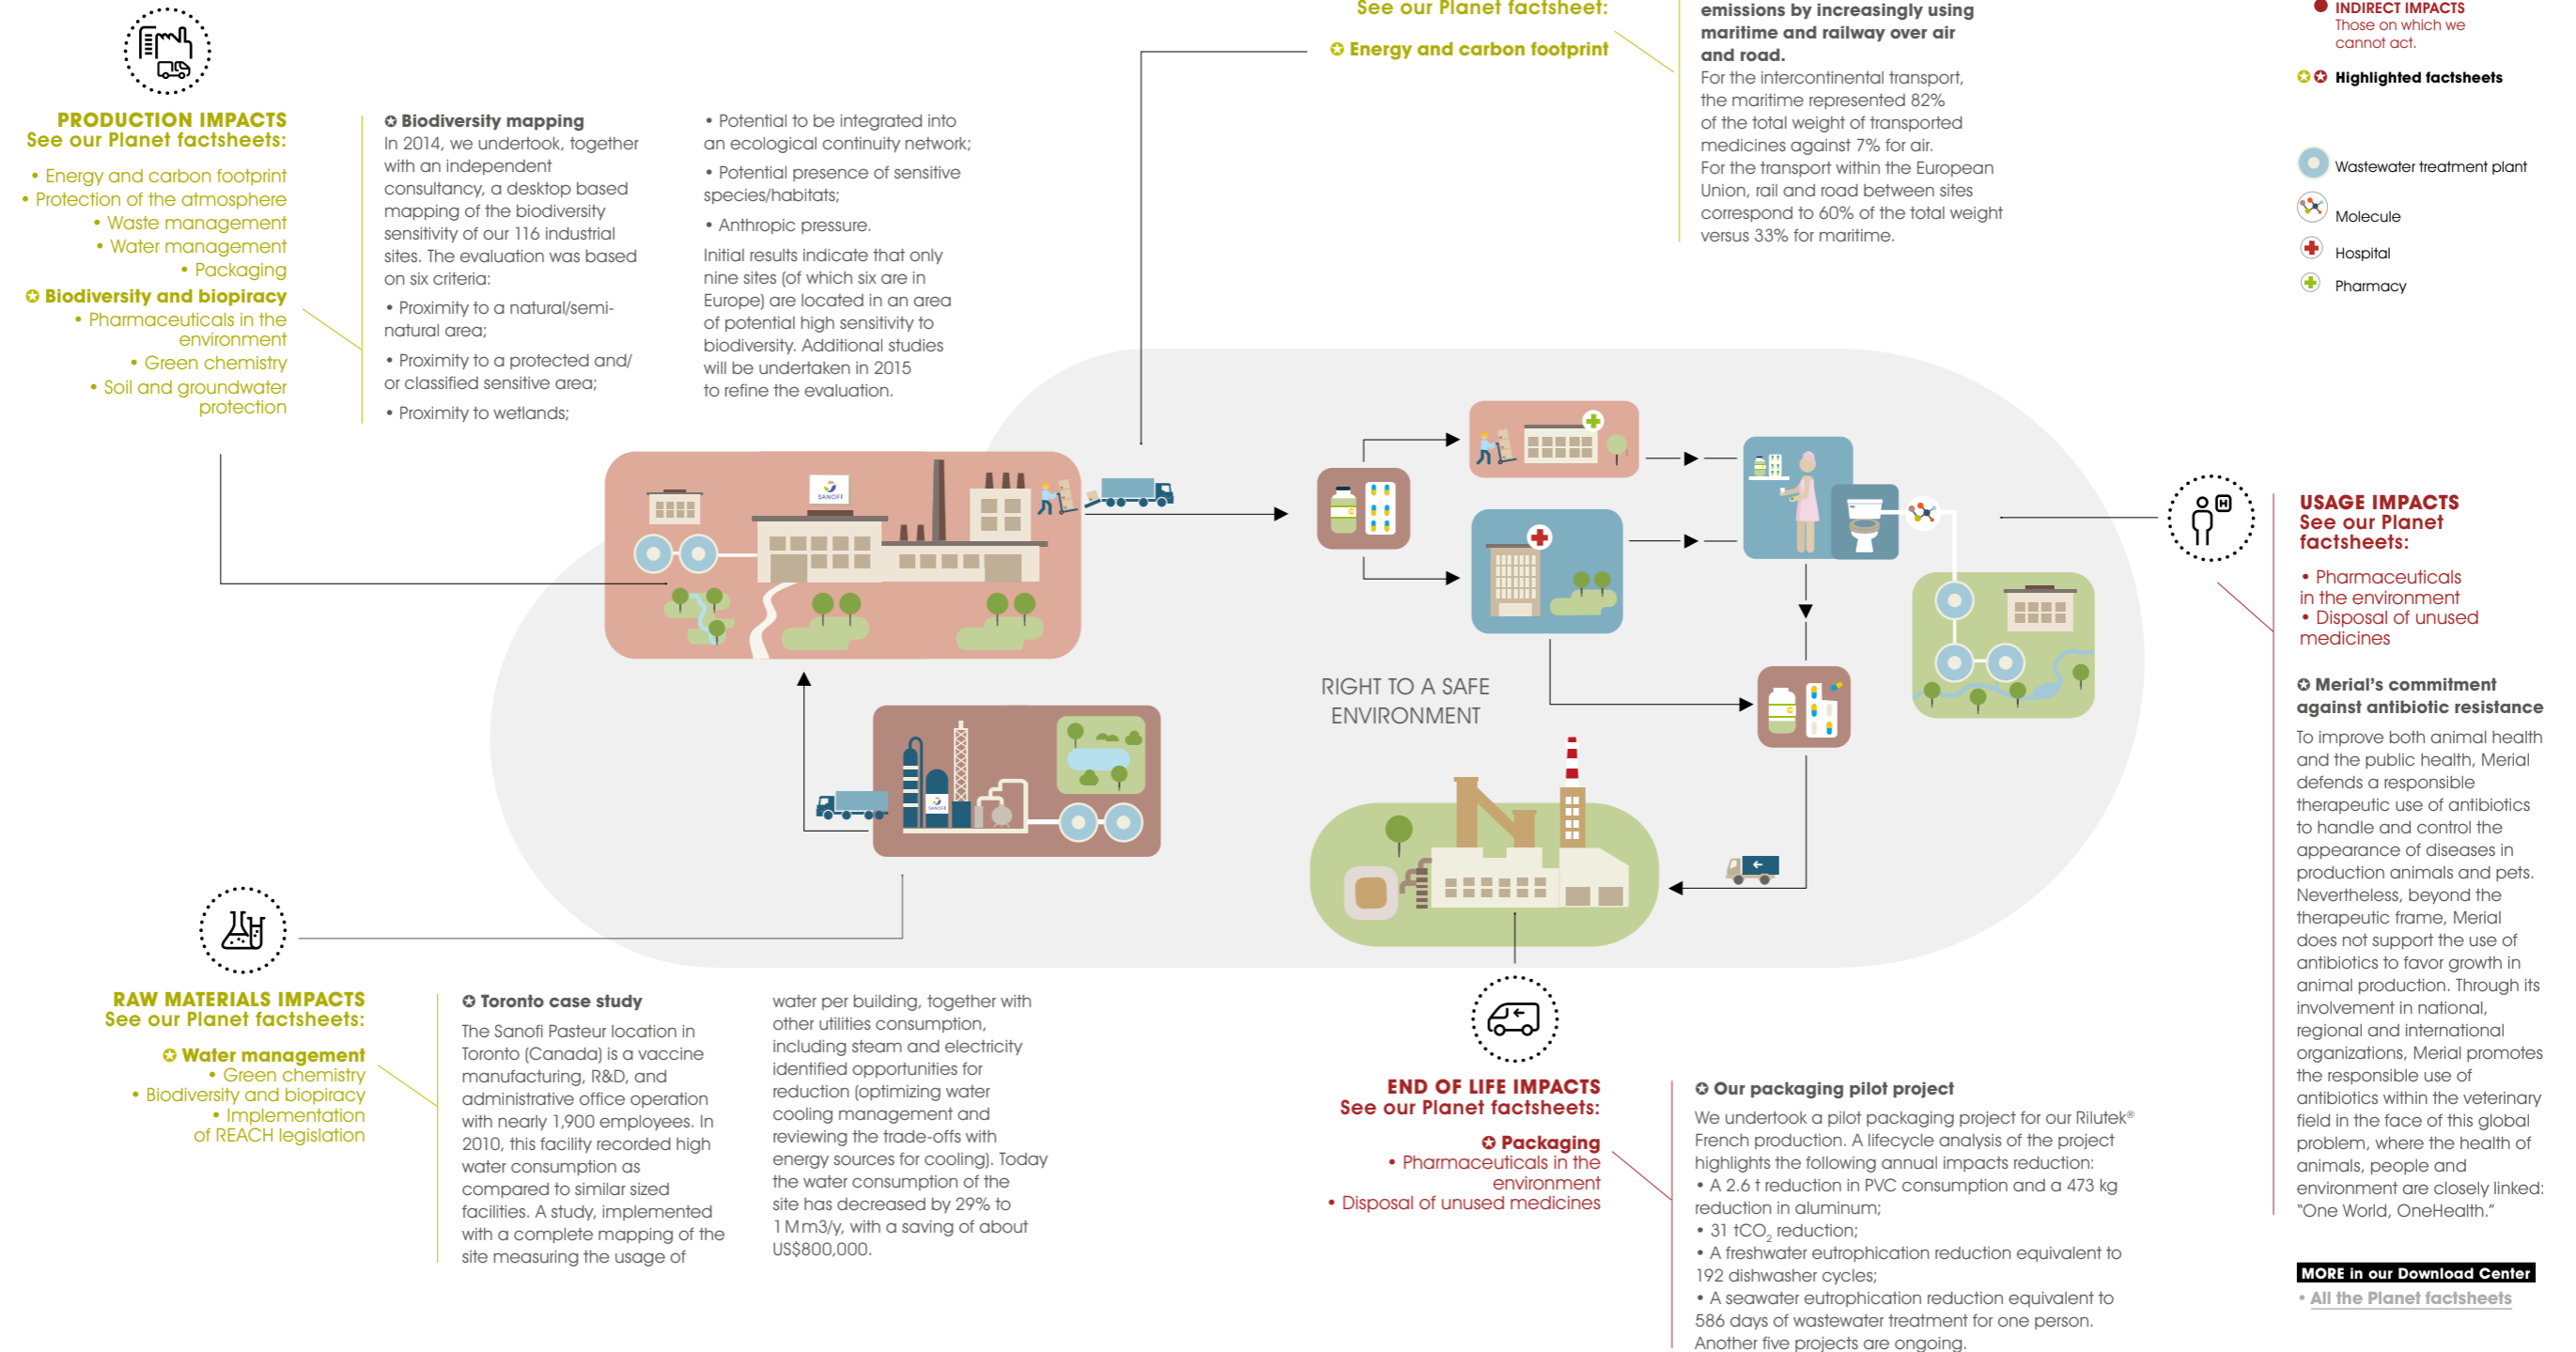 PRODUCTION IMPACTS
See our Planet factsheets:
• Energy and carbon footprint
• Protection of the atmosphere
• Waste management
• Water management
• Packaging
✪ Biodiversity and biopiracy
• Pharmaceuticals in the
environment
• Green chemistry
• Soil and groundwater
protection
✪ Biodiversity mapping
In 2014, we undertook, together
with an independent
consultancy, a desktop based
mapping of the biodiversity
sensitivity of our 116 industrial
sites. The evaluation was based
on six criteria:
• Proximity to a natural/semi-
natural area;
• Proximity to a protected and/
or classified sensitive area;
• Proximity to wetlands;
• Potential to be integrated into
an ecological continuity network;
• Potential presence of sensitive
species/habitats;
• Anthropic pressure.
Initial results indicate that only
nine sites (of which six are in
Europe) are located in an area
of potential high sensitivity to
biodiversity. Additional studies
will be undertaken in 2015
to refine the evaluation.
See our Planet factsheet:
✪ Energy and carbon footprint
emissions by increasingly using
maritime and railway over air
and road.
For the intercontinental transport,
the maritime represented 82%
of the total weight of transported
medicines against 7% for air.
For the transport within the European
Union, rail and road between sites
correspond to 60% of the total weight
versus 33% for maritime.
INDIRECT IMPACTS
Those on which we
cannot act.
✪✪ Highlighted factsheets
Wastewater treatment plant
Molecule
Hospital
Pharmacy
SANOFI
SANOFI
RIGHT TO A SAFE
ENVIRONMENT
H
USAGE IMPACTS
See our Planet
factsheets:
• Pharmaceuticals
in the environment
• Disposal of unused
medicines
✪ Merial's commitment
against antibiotic resistance
To improve both animal health
and the public health, Merial
defends a responsible
therapeutic use of antibiotics
to handle and control the
appearance of diseases in
production animals and pets.
Nevertheless, beyond the
therapeutic frame, Merial
does not support the use of
antibiotics to favor growth in
animal production. Through its
involvement in national,
regional and international
organizations, Merial promotes
the responsible use of
antibiotics within the veterinary
field in the face of this global
problem, where the health of
animals, people and
environment are closely linked:
“One World, OneHealth.”
MORE in our Download Center
• All the Planet factsheets
RAW MATERIALS IMPACTS
See our Planet factsheets:
✪ Water management
• Green chemistry
• Biodiversity and biopiracy
• Implementation
of REACH legislation
✪ Toronto case study
The Sanofi Pasteur location in
Toronto (Canada) is a vaccine
manufacturing, R&D, and
administrative office operation
with nearly 1,900 employees. In
2010, this facility recorded high
water consumption as
compared to similar sized
facilities. A study, implemented
with a complete mapping of the
site measuring the usage of
water per building, together with
other utilities consumption,
including steam and electricity
identified opportunities for
reduction (optimizing water
cooling management and
reviewing the trade-offs with
energy sources for cooling). Today
the water consumption of the
site has decreased by 29% to
1 Mm3/y, with a saving of about
US$800,000.
END OF LIFE IMPACTS
See our Planet factsheets:
✪ Packaging
• Pharmaceuticals in the
environment
• Disposal of unused medicines
✪ Our packaging pilot project
We undertook a pilot packaging project for our Rilutek®
French production. A lifecycle analysis of the project
highlights the following annual impacts reduction:
• A 2.6 t reduction in PVC consumption and a 473 kg
reduction in aluminum;
• 31 tCO₂ reduction;
• A freshwater eutrophication reduction equivalent to
192 dishwasher cycles;
• A seawater eutrophication reduction equivalent to
586 days of wastewater treatment for one person.
Another five projects are ongoing.